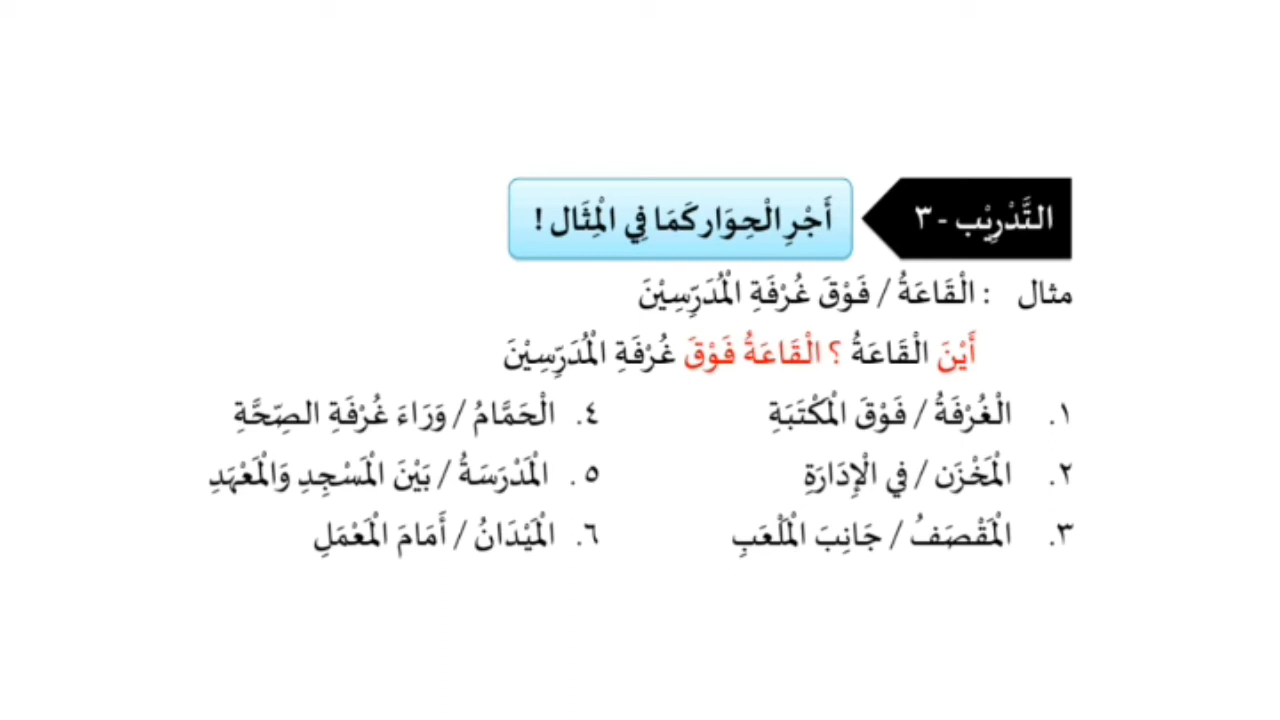 التَّدْرِيْب - ٣ أَجْرِ الْحِوَار كَمَا فِي الْمِثَال !
مثال : الْقَاعَةُ / فَوْقَ غُرْفَةِ الْمُدَرِّسِيْنَ
أَيْنَ الْقَاعَةُ ؟ الْقَاعَةُ فَوْقَ غُرْفَةِ الْمُدَرِّسِيْنَ
١. الْغُرْفَةُ / فَوْقَ الْمَكْتَبَةِ ٤. الْحَمَّامُ / وَرَاءَ غُرْفَةِ الصِّحَّةِ
٢. الْمَخْزَن / في الْإِدَارَةِ ٥. الْمَدْرَسَةُ / بَيْنَ الْمَسْجِدِ وَالْمَعْهَدِ
٣. الْمَقْصَفُ / جَانِبَ الْمَلْعَبِ ٦. الْمَيْدَانُ / أَمَامَ الْمَعْمَلِ